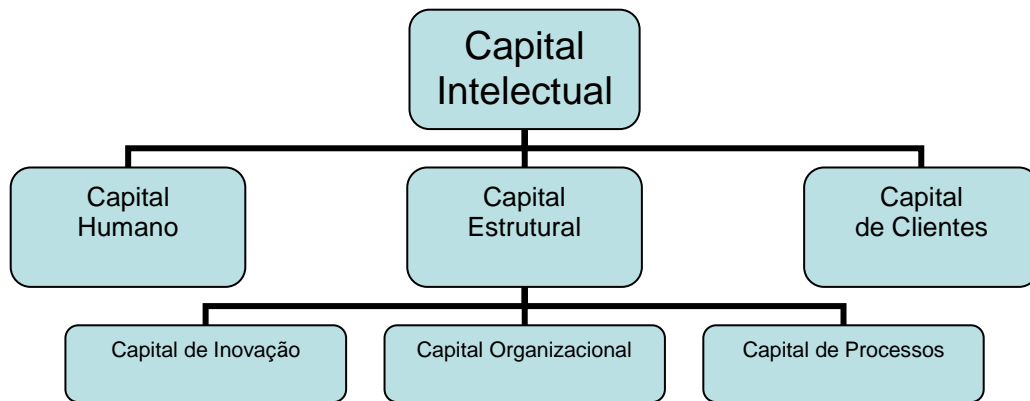 Capital
Intelectual
Capital
Humano
Capital
Estrutural
Capital
de Clientes
Capital de Inovação
Capital Organizacional
Capital de Processos